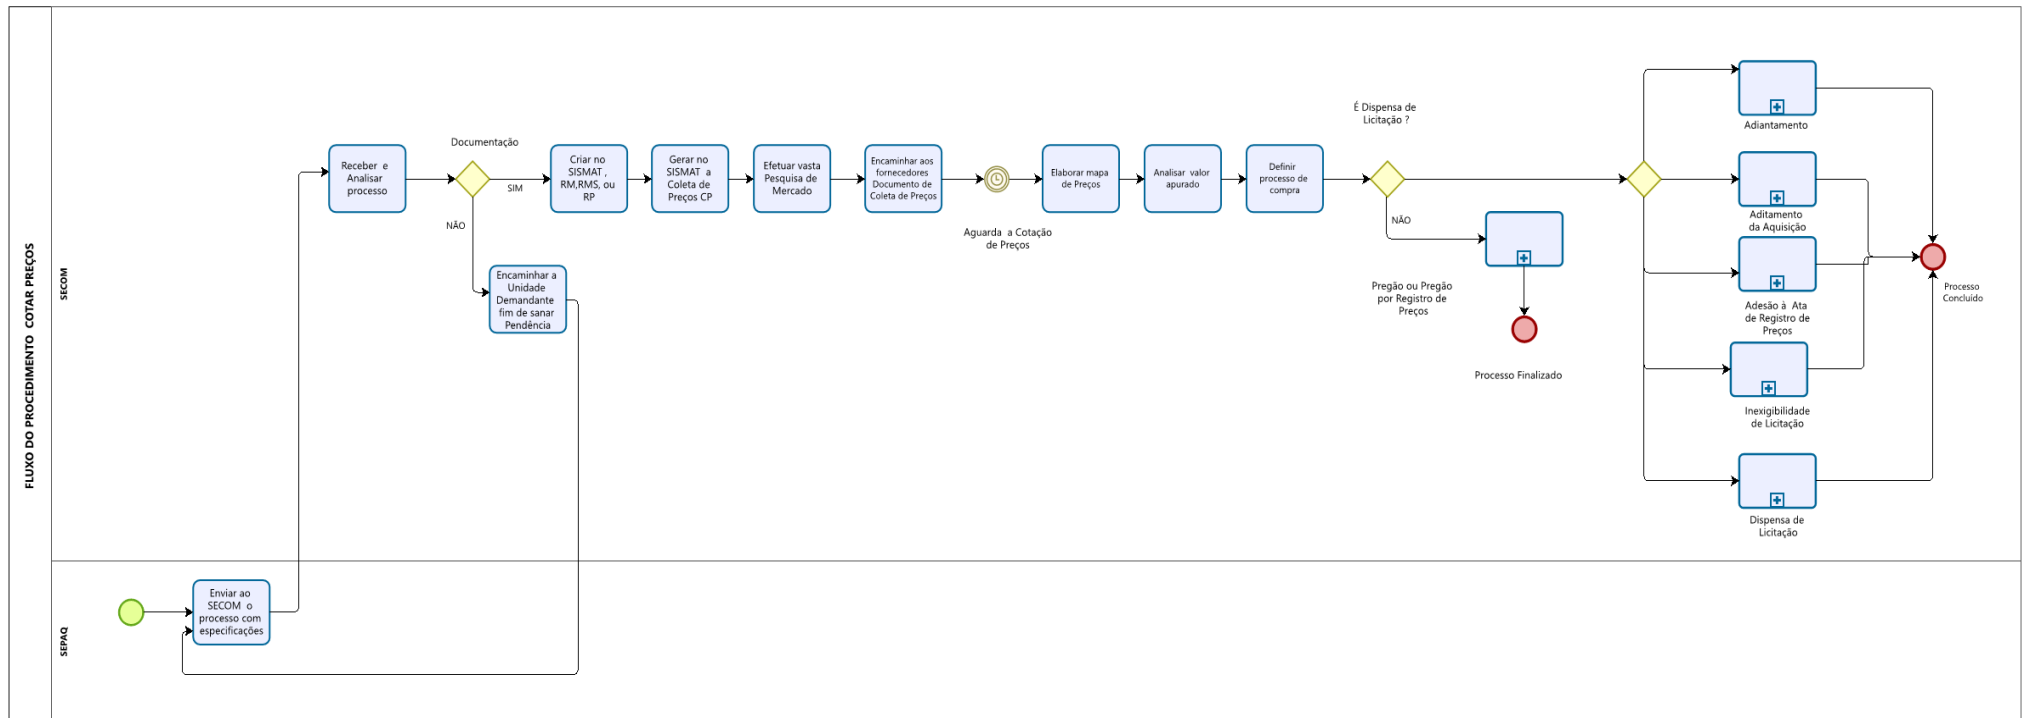 FLUXO DO PROCEDIMENTO COTAR PREÇOS
SECOM
Receber e
Analisar
processo
Documentação
SIM
NÃO
Encaminhar a
Unidade
Demandante
fim de sanar
Pendência
Criar no
SISMAT ,
RM,RMS, ou
RP
Gerar no
SISMAT a
Coleta de
Preços CP
Efetuar vasta
Pesquisa de
Mercado
Encaminhar aos
fornecedores
Documento de
Coleta de Preços
Aguarda a Cotação
de Preços
Elaborar mapa
de Preços
Analisar valor
apurado
Definir
processo de
compra
É Dispensa de
Licitação ?
NÃO
Pregão ou Pregão
por Registro de
Preços
Processo Finalizado
Adiantamento
Aditamento
da Aquisição
Adesão à Ata
de Registro de
Preços
Inexigibilidade
de Licitação
Dispensa de
Licitação
Processo
Concluído
SEPAQ
Enviar ao
SECOM o
processo com
especificações